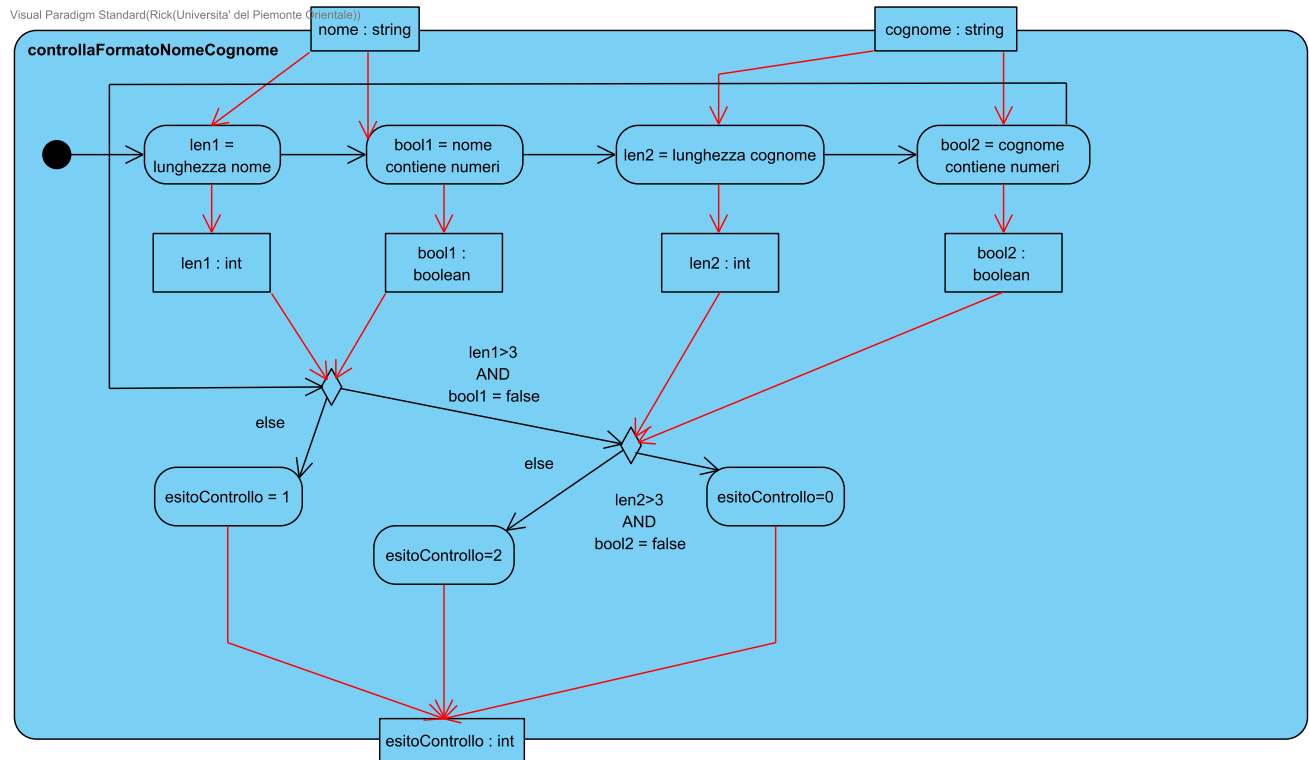 Visual Paradigm Standard(Rick(Universita' del Piemonte Orientale))
nome : string
cognome : string
controllaFormatoNomeCognome
len1 =
lunghezza nome
bool1 = nome
contiene numeri
len2 = lunghezza cognome
bool2 = cognome
contiene numeri
len1 : int
bool1 :
boolean
len2 : int
bool2 :
boolean
len1>3
AND
bool1 = false
else
else
esitoControllo = 1
len2>3
AND
bool2 = false
esitoControllo=0
esitoControllo=2
esitoControllo : int